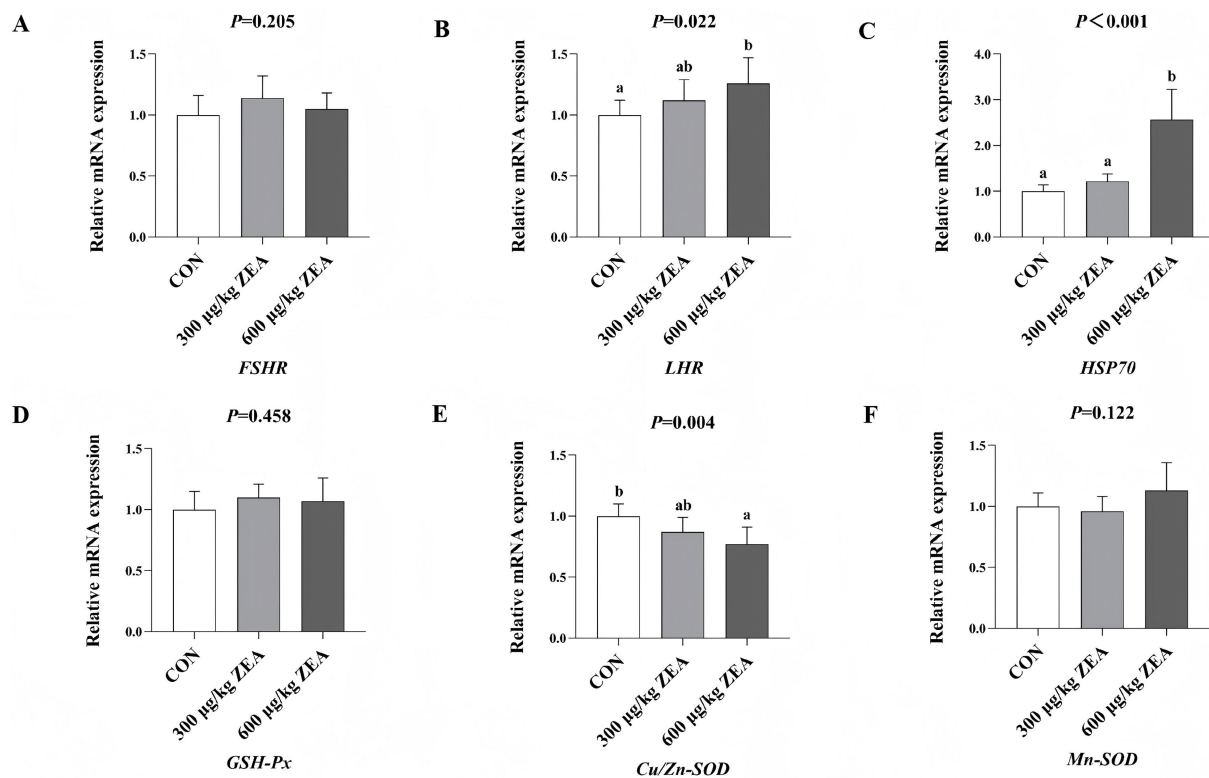 A
P=0.205
Relative mRNA expression
1.5
1.0
0.5
0.0
CON
300 μg/kg ZEA
600 μg/kg ZEA
FSHR
B
P=0.022
Relative mRNA expression
1.5
1.0
0.5
0.0
a
ab
b
CON
300 μg/kg ZEA
600 μg/kg ZEA
LHR
C
P<0.001
Relative mRNA expression
4.0
3.0
2.0
1.0
0.0
a
a
b
CON
300 μg/kg ZEA
600 μg/kg ZEA
HSP70
D
P=0.458
Relative mRNA expression
1.5
1.0
0.5
0.0
CON
300 μg/kg ZEA
600 μg/kg ZEA
GSH-Px
E
P=0.004
Relative mRNA expression
1.5
1.0
0.5
0.0
b
ab
a
CON
300 μg/kg ZEA
600 μg/kg ZEA
Cu/Zn-SOD
F
P=0.122
Relative mRNA expression
1.5
1.0
0.5
0.0
CON
300 μg/kg ZEA
600 μg/kg ZEA
Mn-SOD